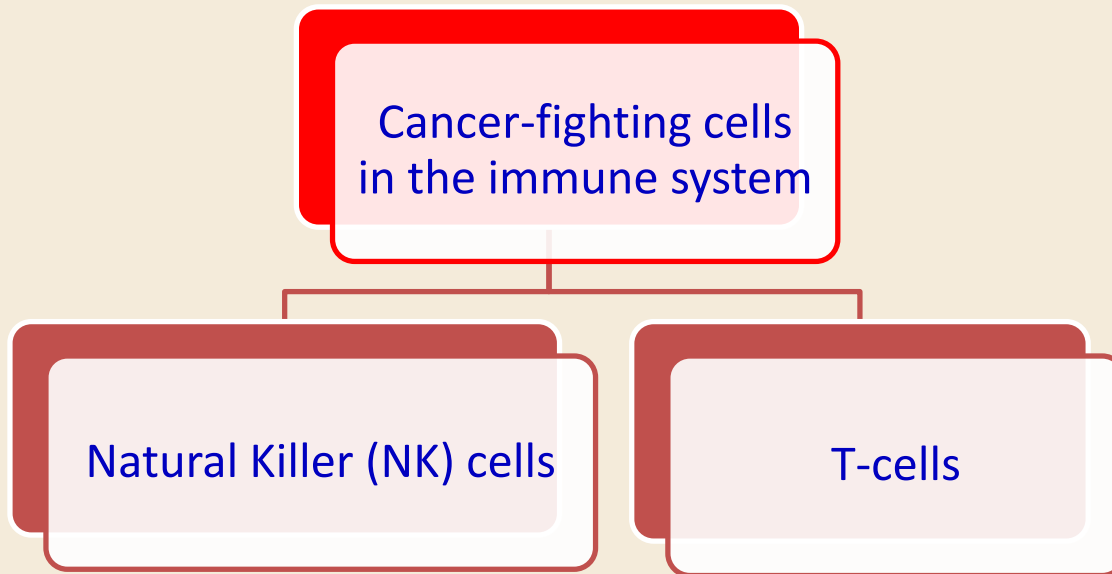 Cancer-fighting cells
in the immune system
Natural Killer (NK) cells
T-cells